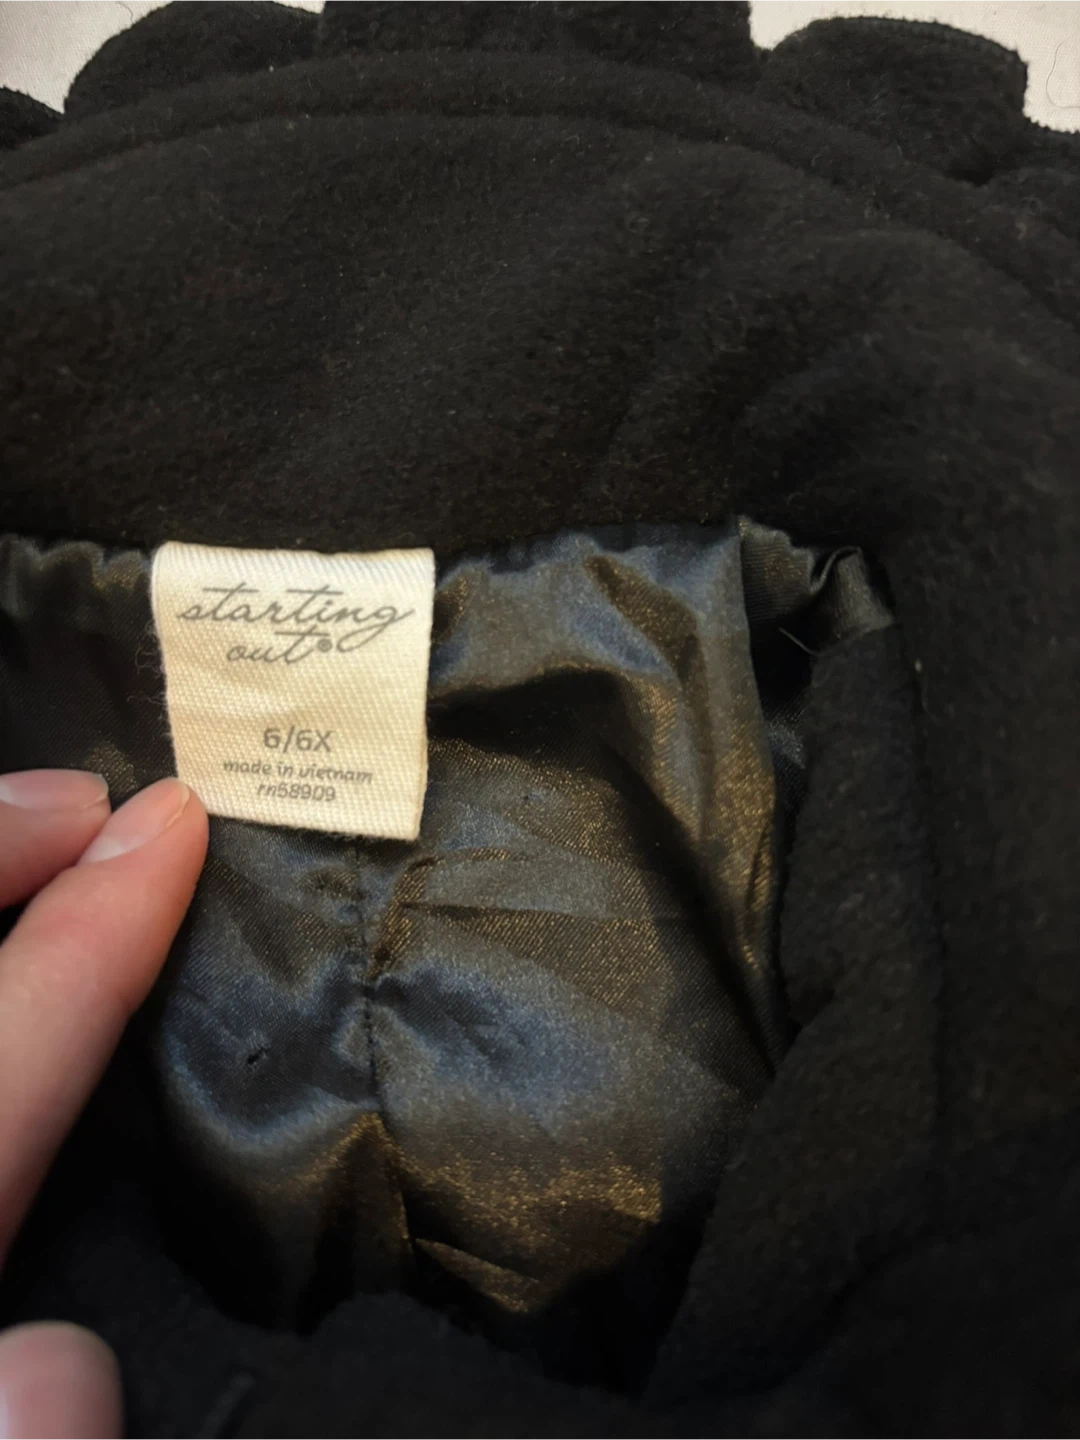 starting
out®
6/6X
made in vietnam
rn58909